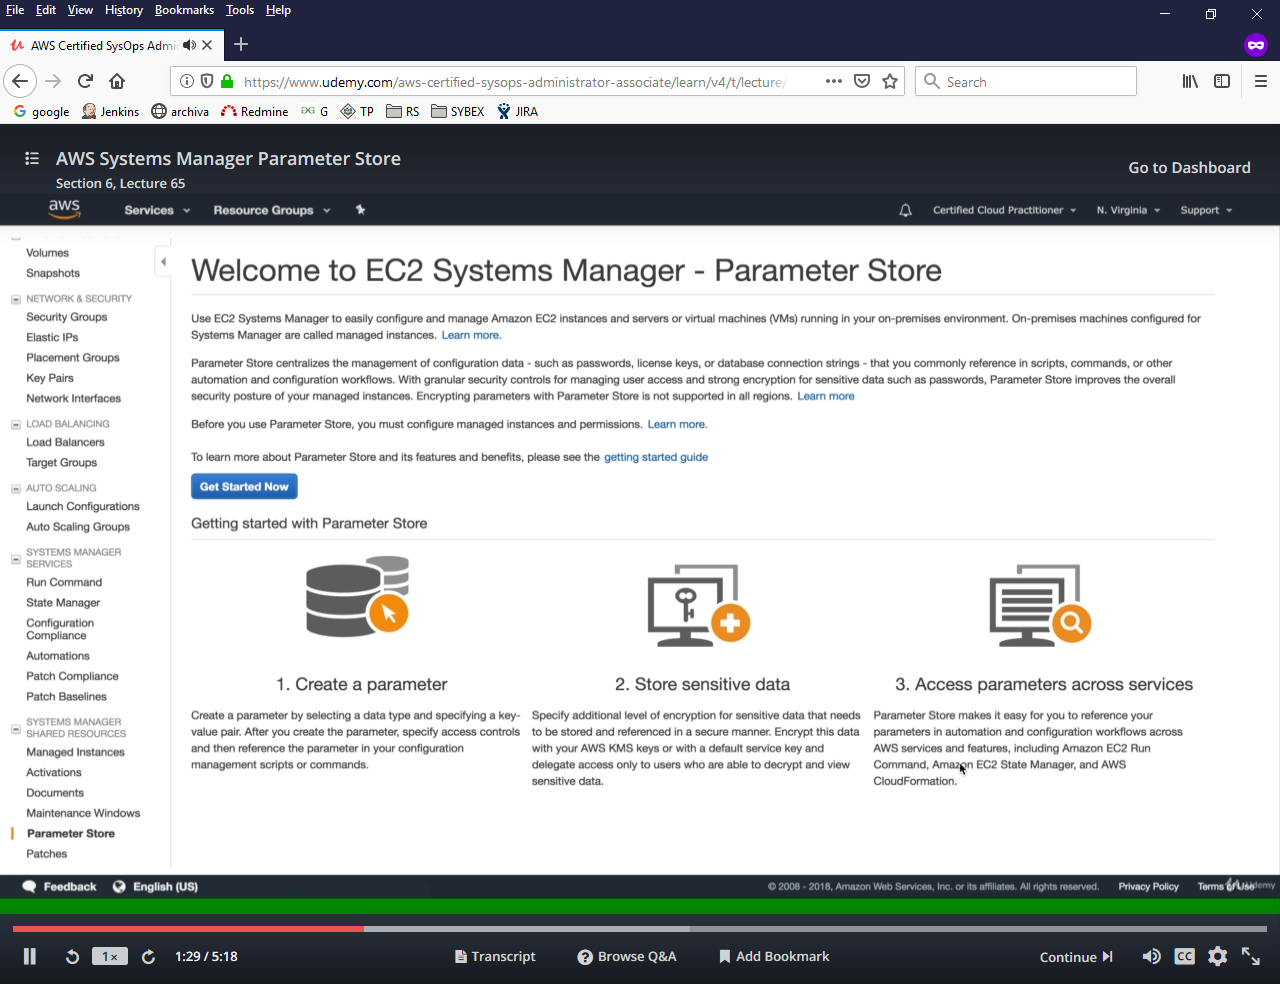 File Edit View History Bookmarks Tools Help
AWS Certified SysOps Admi
https://www.udemy.com/aws-certified-sysops-administrator-associate/learn/v4/t/lecture/
Search
google Jenkins archiva Redmine G TP RS SYBEX JIRA
AWS Systems Manager Parameter Store
Section 6, Lecture 65
Go to Dashboard
aws Services Resource Groups Certified Cloud Practitioner N. Virginia Support
Volumes
Snapshots
NETWORK & SECURITY
Security Groups
Elastic IPs
Placement Groups
Key Pairs
Network Interfaces
LOAD BALANCING
Load Balancers
Target Groups
AUTO SCALING
Launch Configurations
Auto Scaling Groups
SYSTEMS MANAGER
SERVICES
Run Command
State Manager
Configuration
Compliance
Automations
Patch Compliance
Patch Baselines
SYSTEMS MANAGER
SHARED RESOURCES
Managed Instances
Activations
Documents
Maintenance Windows
Parameter Store
Patches
Welcome to EC2 Systems Manager - Parameter Store
Use EC2 Systems Manager to easily configure and manage Amazon EC2 instances and servers or virtual machines (VMs) running in your on-premises environment. On-premises machines configured for
Systems Manager are called managed instances. Learn more.
Parameter Store centralizes the management of configuration data - such as passwords, license keys, or database connection strings - that you commonly reference in scripts, commands, or other
automation and configuration workflows. With granular security controls for managing user access and strong encryption for sensitive data such as passwords, Parameter Store improves the overall
security posture of your managed instances. Encrypting parameters with Parameter Store is not supported in all regions. Learn more
Before you use Parameter Store, you must configure managed instances and permissions. Learn more.
To learn more about Parameter Store and its features and benefits, please see the getting started guide
Get Started Now
Getting started with Parameter Store
1. Create a parameter
Create a parameter by selecting a data type and specifying a key-
value pair. After you create the parameter, specify access controls
and then reference the parameter in your configuration
management scripts or commands.
2. Store sensitive data
Specify additional level of encryption for sensitive data that needs
to be stored and referenced in a secure manner. Encrypt this data
with your AWS KMS keys or with a default service key and
delegate access only to users who are able to decrypt and view
sensitive data.
3. Access parameters across services
Parameter Store makes it easy for you to reference your
parameters in automation and configuration workflows across
AWS services and features, including Amazon EC2 Run
Command, Amazon EC2 State Manager, and AWS
CloudFormation.
Feedback English (US) © 2008 - 2018, Amazon Web Services, Inc. or its affiliates. All rights reserved. Privacy Policy Terms of Use
1x 1:29 / 5:18 Transcript Browse Q&A Add Bookmark Continue CC